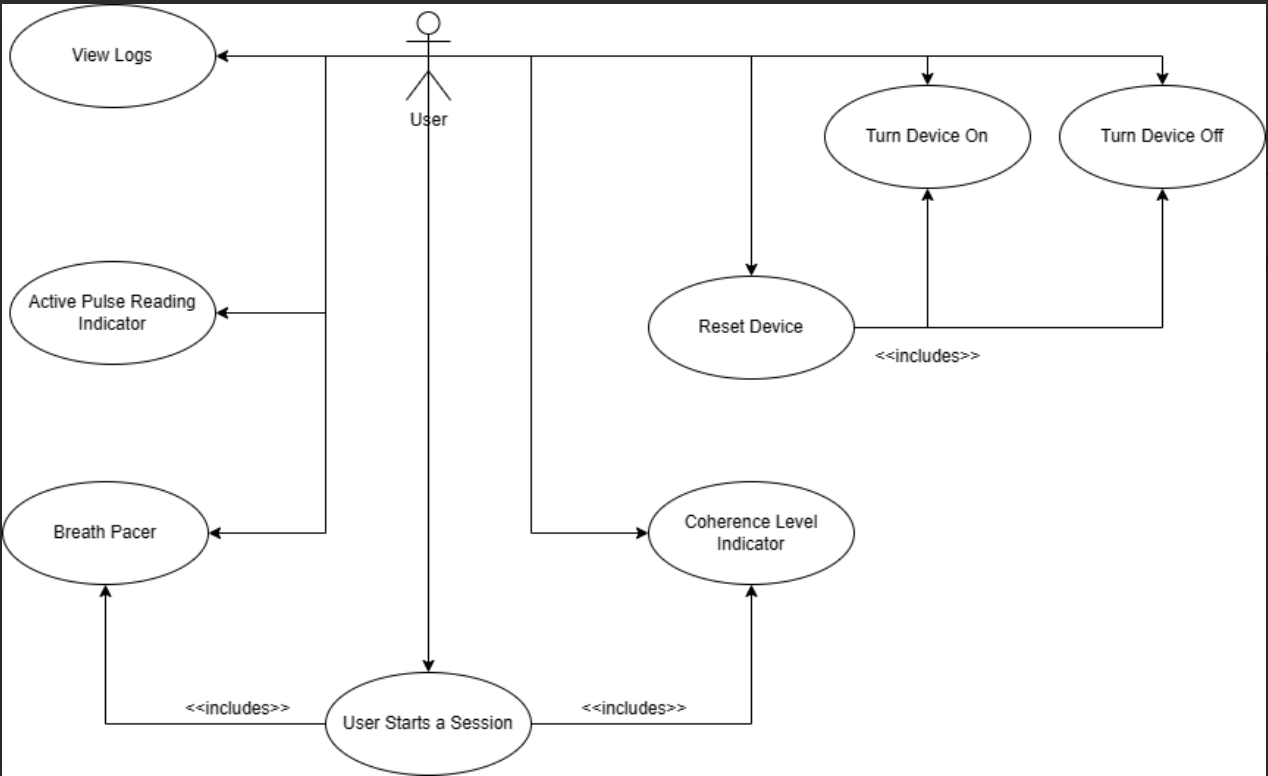 View Logs
User
Turn Device On
Turn Device Off
Active Pulse Reading
Indicator
Reset Device
<<includes>>
Breath Pacer
Coherence Level
Indicator
<<includes>>
<<includes>>
User Starts a Session